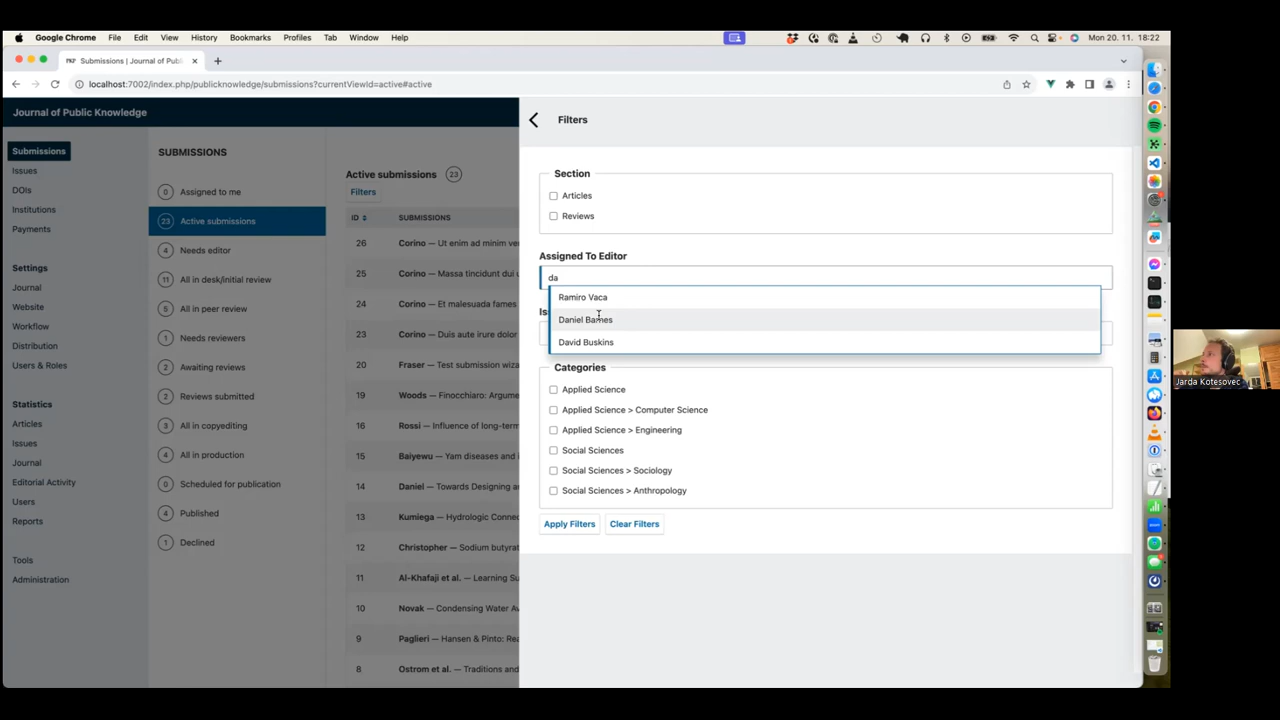 Google Chrome File Edit View History Bookmarks Profiles Tab Window Help Mon 20. 11. 18:22
Submissions | Journal of Publ
localhost:7002/index.php/publicknowledge/submissions?currentViewId=active#active
Journal of Public Knowledge
Submissions
Issues
DOIs
Institutions
Payments
Settings
Journal
Website
Workflow
Distribution
Users & Roles
Statistics
Articles
Issues
Journal
Editorial Activity
Users
Reports
Tools
Administration
SUBMISSIONS
0 Assigned to me
23 Active submissions
4 Needs editor
11 All in desk/initial review
5 All in peer review
1 Needs reviewers
2 Awaiting reviews
2 Reviews submitted
3 All in copyediting
4 All in production
0 Scheduled for publication
4 Published
1 Declined
Active submissions 23
Filters
ID SUBMISSIONS
26 Corino — Ut enim ad minim ve
25 Corino — Massa tincidunt dui u
24 Corino — Et malesuada fames
23 Corino — Duis aute irure dolor
20 Fraser — Test submission wiza
19 Woods — Finocchiaro: Argume
16 Rossi — Influence of long-term
15 Baiyewu — Yam diseases and i
14 Daniel — Towards Designing a
13 Kumiega — Hydrologic Connec
12 Christopher — Sodium butyrat
11 Al-Khafaji et al. — Learning Su
10 Novak — Condensing Water Av
9 Paglieri — Hansen & Pinto: Rea
8 Ostrom et al. — Traditions and
Filters
Section
Articles
Reviews
Assigned To Editor
da
Ramiro Vaca
Daniel Barnes
David Buskins
Is
Categories
Applied Science
Applied Science > Computer Science
Applied Science > Engineering
Social Sciences
Social Sciences > Sociology
Social Sciences > Anthropology
Apply Filters Clear Filters
Jarda Kotesovec